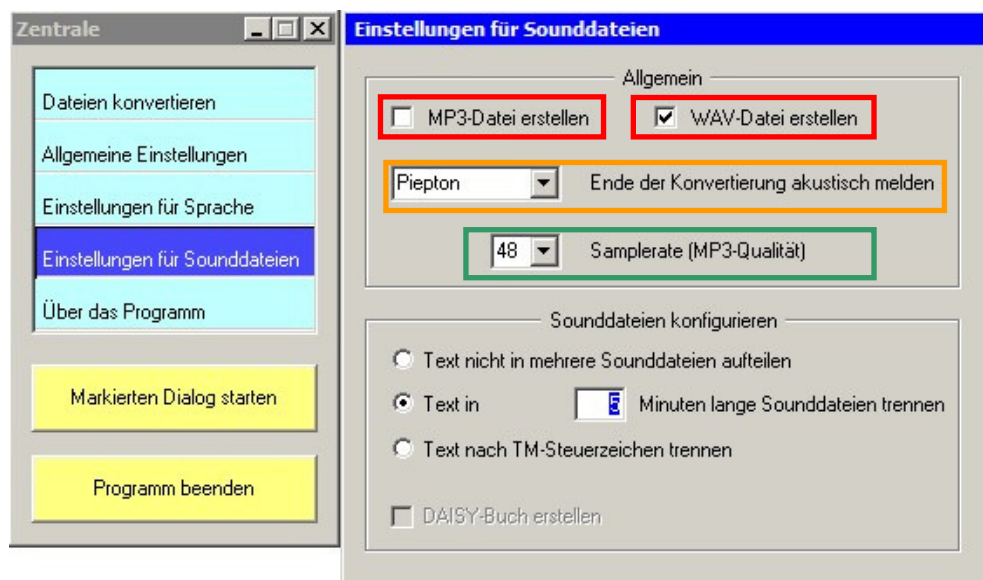 Zentrale
Dateien konvertieren
Allgemeine Einstellungen
Einstellungen für Sprache
Einstellungen für Sounddateien
Über das Programm
Markierten Dialog starten
Programm beenden
Einstellungen für Sounddateien
Allgemein
MP3-Datei erstellen WAV-Datei erstellen
Piepton Ende der Konvertierung akustisch melden
48 Samplerate (MP3-Qualität)
Sounddateien konfigurieren
Text nicht in mehrere Sounddateien aufteilen
Text in 5 Minuten lange Sounddateien trennen
Text nach TM-Steuerzeichen trennen
DAISY-Buch erstellen